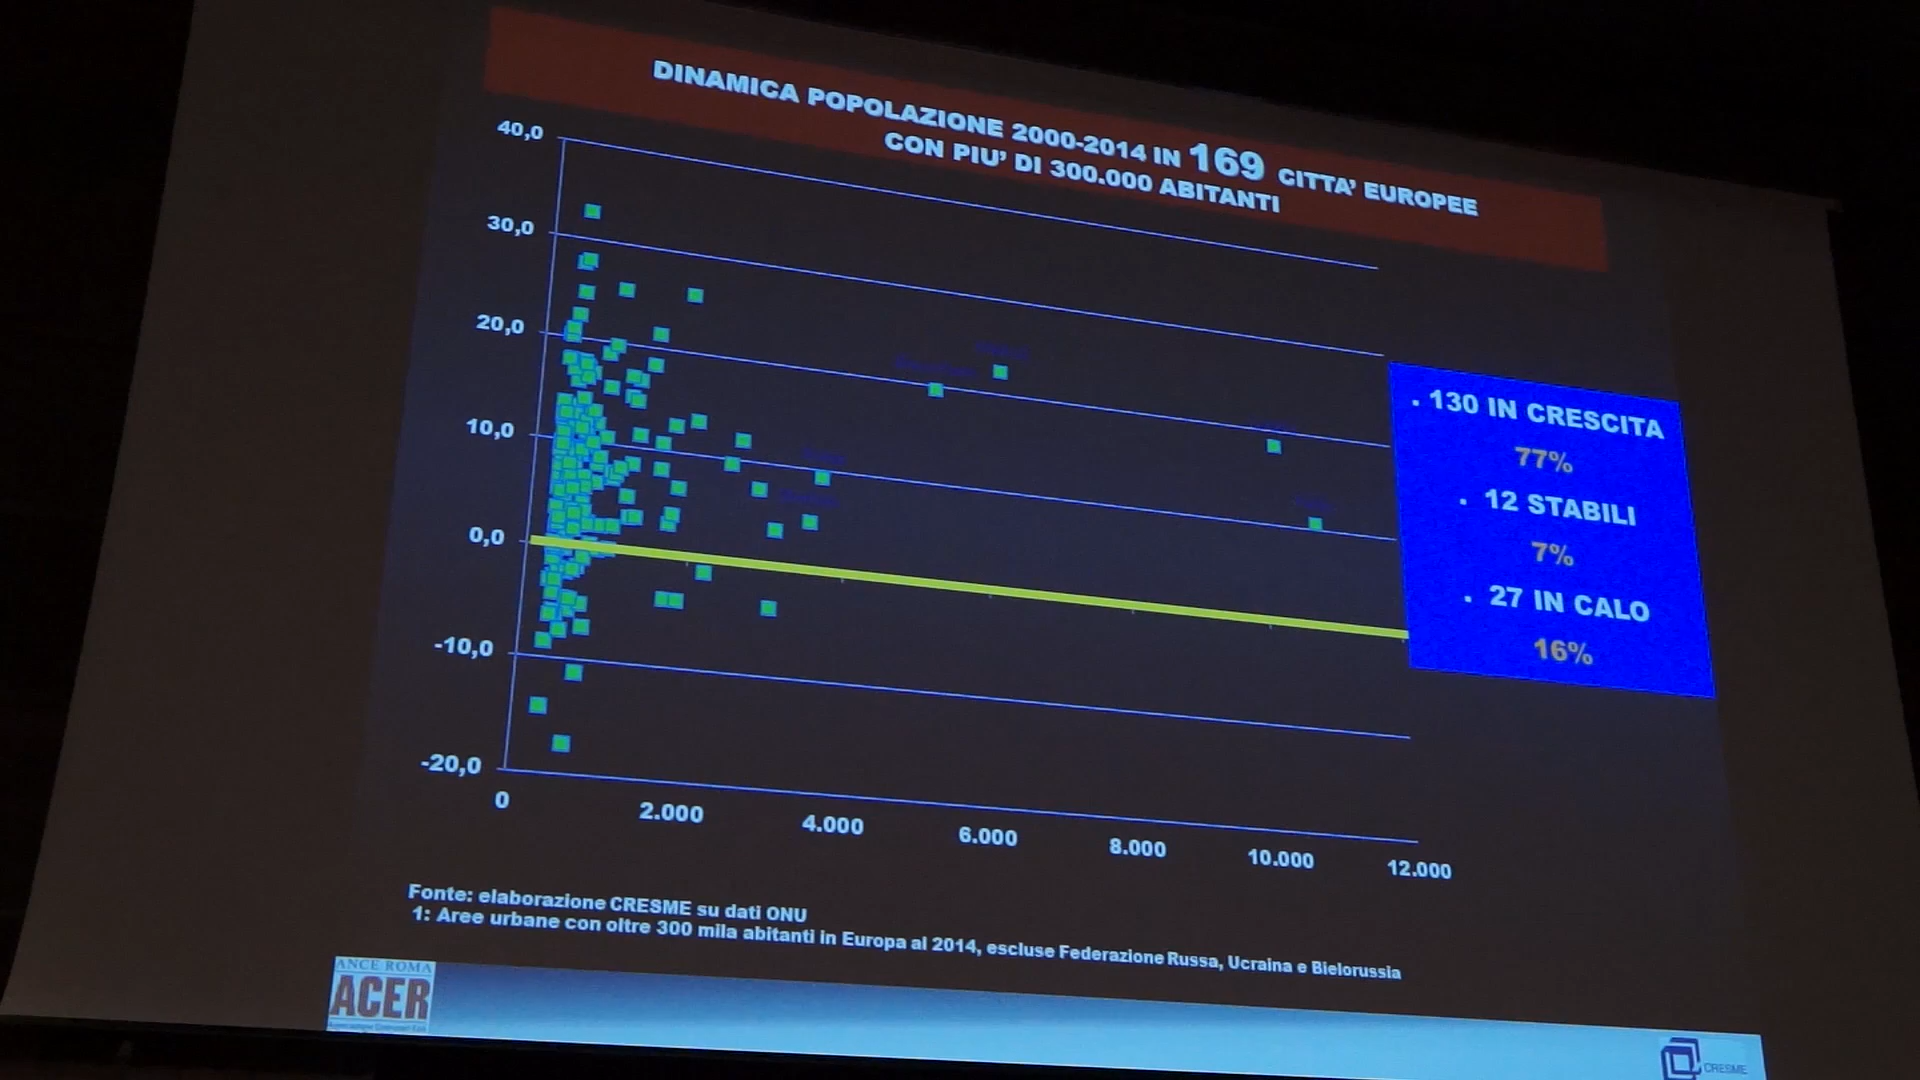 DINAMICA POPOLAZIONE 2000-2014 IN 169 CITTA' EUROPEE
CON PIU' DI 300.000 ABITANTI
40,0
30,0
20,0
10,0
0,0
-10,0
-20,0
0
2.000
4.000
6.000
8.000
10.000
12.000
. 130 IN CRESCITA
77%
. 12 STABILI
7%
. 27 IN CALO
16%
Fonte: elaborazione CRESME su dati ONU
1: Aree urbane con oltre 300 mila abitanti in Europa al 2014, escluse Federazione Russa, Ucraina e Bielorussia
ANCE ROMA
ACER
CRESME